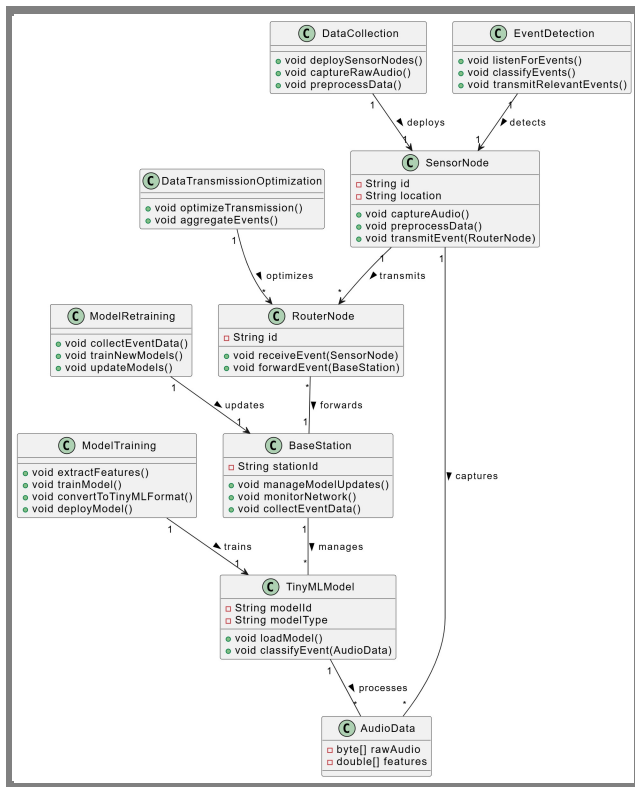 C DataCollection
void deploySensorNodes()
void captureRawAudio()
void preprocessData()
C EventDetection
void listenForEvents()
void classifyEvents()
void transmitRelevantEvents()
1
deploys
1
1
detects
1
C SensorNode
String id
String location
void captureAudio()
void preprocessData()
void transmitEvent(RouterNode)
C DataTransmissionOptimization
void optimizeTransmission()
void aggregateEvents()
1
optimizes
*
1
transmits
*
1
captures
*
C ModelRetraining
void collectEventData()
void trainNewModels()
void updateModels()
C RouterNode
String id
void receiveEvent(SensorNode)
void forwardEvent(BaseStation)
1
updates
1
*
forwards
1
C ModelTraining
void extractFeatures()
void trainModel()
void convertToTinyMLFormat()
void deployModel()
C BaseStation
String stationId
void manageModelUpdates()
void monitorNetwork()
void collectEventData()
1
trains
1
1
manages
*
C TinyMLModel
String modelId
String modelType
void loadModel()
void classifyEvent(AudioData)
1
processes
*
C AudioData
byte[] rawAudio
double[] features